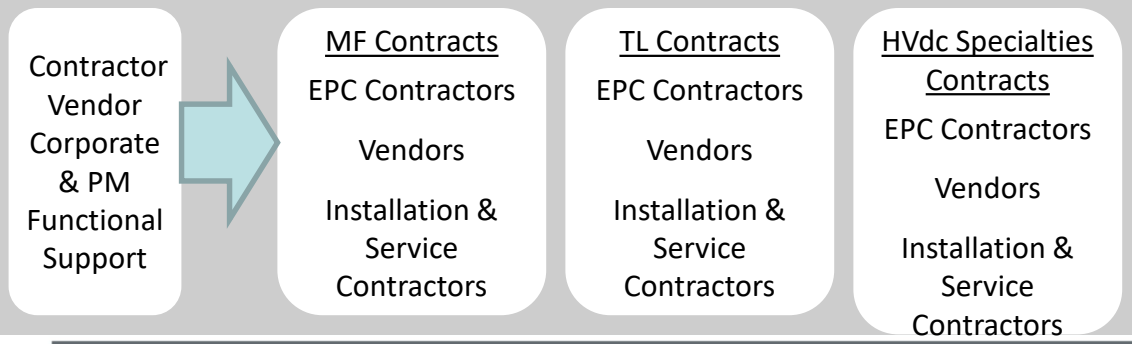 Contractor
Vendor
Corporate
& PM
Functional
Support
MF Contracts
EPC Contractors
Vendors
Installation &
Service
Contractors
TL Contracts
EPC Contractors
Vendors
Installation &
Service
Contractors
HVdc Specialties
Contracts
EPC Contractors
Vendors
Installation &
Service
Contractors